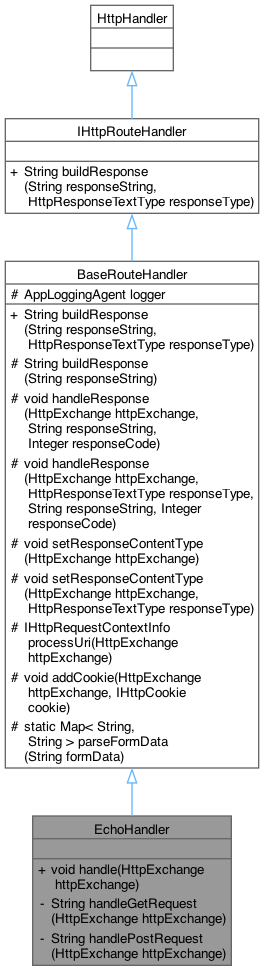 HttpHandler
IHttpRouteHandler
+ String buildResponse
(String responseString,
HttpResponseTextType responseType)
BaseRouteHandler
# AppLoggingAgent logger
+ String buildResponse
(String responseString,
HttpResponseTextType responseType)
# String buildResponse
(String responseString)
# void handleResponse
(HttpExchange httpExchange,
String responseString,
Integer responseCode)
# void handleResponse
(HttpExchange httpExchange,
HttpResponseTextType responseType,
String responseString, Integer
responseCode)
# void setResponseContentType
(HttpExchange httpExchange)
# void setResponseContentType
(HttpExchange httpExchange,
HttpResponseTextType responseType)
# IHttpRequestContextInfo
processUri(HttpExchange
httpExchange)
# void addCookie(HttpExchange
httpExchange, IHttpCookie
cookie)
# static Map< String,
String > parseFormData
(String formData)
EchoHandler
+ void handle(HttpExchange
httpExchange)
- String handleGetRequest
(HttpExchange httpExchange)
- String handlePostRequest
(HttpExchange httpExchange)